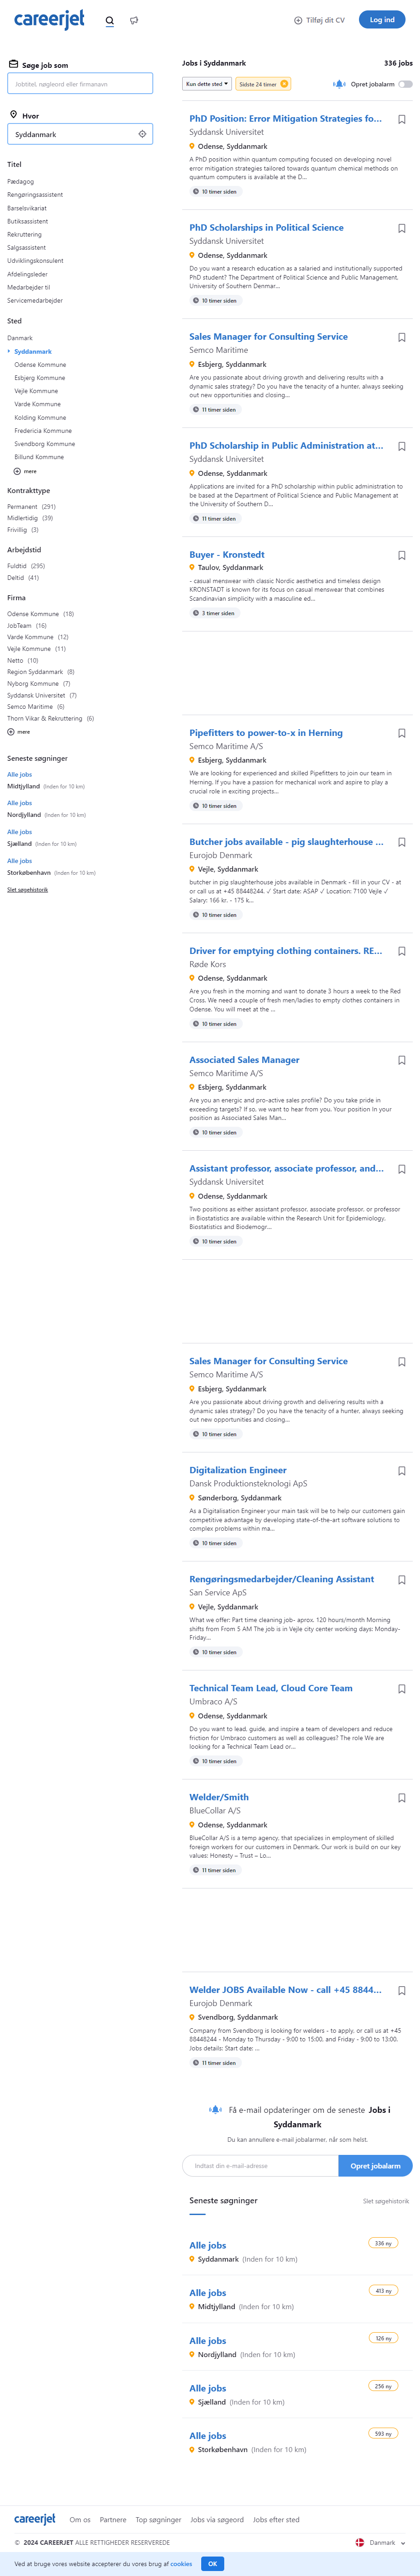 careerjet
Tilføj dit CV
Log ind
Søge job som
Jobtitel, nøgleord eller firmanavn
Hvor
Syddanmark
Titel
Pædagog
Rengøringsassistent
Barselsvikariat
Butiksassistent
Rekruttering
Salgsassistent
Udviklingskonsulent
Afdelingsleder
Medarbejder til
Servicemedarbejder
Sted
Danmark
Syddanmark
Odense Kommune
Esbjerg Kommune
Vejle Kommune
Varde Kommune
Kolding Kommune
Fredericia Kommune
Svendborg Kommune
Billund Kommune
mere
Kontrakttype
Permanent (291)
Midlertidig (39)
Frivillig (3)
Arbejdstid
Fuldtid (295)
Deltid (41)
Firma
Odense Kommune (18)
JobTeam (16)
Varde Kommune (12)
Vejle Kommune (11)
Netto (10)
Region Syddanmark (8)
Nyborg Kommune (7)
Syddansk Universitet (7)
Semco Maritime (6)
Thorn Vikar & Rekruttering (6)
mere
Seneste søgninger
Alle jobs
Midtjylland (Inden for 10 km)
Alle jobs
Nordjylland (Inden for 10 km)
Alle jobs
Sjælland (Inden for 10 km)
Alle jobs
Storkøbenhavn (Inden for 10 km)
Slet søgehistorik
Jobs i Syddanmark 336 jobs
Kun dette sted Sidste 24 timer Opret jobalarm
PhD Position: Error Mitigation Strategies fo...
Syddansk Universitet
Odense, Syddanmark
A PhD position within quantum computing focused on developing novel
error mitigation strategies tailored towards quantum chemical methods on
quantum computers is available at the D...
10 timer siden
PhD Scholarships in Political Science
Syddansk Universitet
Odense, Syddanmark
Do you want a research education as a salaried and institutionally supported
PhD student? The Department of Political Science and Public Management,
University of Southern Denmar...
10 timer siden
Sales Manager for Consulting Service
Semco Maritime
Esbjerg, Syddanmark
Are you passionate about driving growth and delivering results with a
dynamic sales strategy? Do you have the tenacity of a hunter, always seeking
out new opportunities and closing...
11 timer siden
PhD Scholarship in Public Administration at...
Syddansk Universitet
Odense, Syddanmark
Applications are invited for a PhD scholarship within public administration to
be based at the Department of Political Science and Public Management at
the University of Southern D...
11 timer siden
Buyer - Kronstedt
Taulov, Syddanmark
- casual menswear with classic Nordic aesthetics and timeless design
KRONSTADT is known for its focus on casual menswear that combines
Scandinavian simplicity with a masculine ed...
3 timer siden
Pipefitters to power-to-x in Herning
Semco Maritime A/S
Esbjerg, Syddanmark
We are looking for experienced and skilled Pipefitters to join our team in
Herning. If you have a passion for mechanical work and aspire to play a
crucial role in exciting projects...
10 timer siden
Butcher jobs available - pig slaughterhouse ...
Eurojob Denmark
Vejle, Syddanmark
butcher in pig slaughterhouse jobs available in Denmark - fill in your CV - at
or call us at +45 88448244. ✓ Start date: ASAP ✓ Location: 7100 Vejle ✓
Salary: 166 kr. - 175 k...
10 timer siden
Driver for emptying clothing containers. RE...
Røde Kors
Odense, Syddanmark
Are you fresh in the morning and want to donate 3 hours a week to the Red
Cross. We need a couple of fresh men/ladies to empty clothes containers in
Odense. You will meet at the ...
10 timer siden
Associated Sales Manager
Semco Maritime A/S
Esbjerg, Syddanmark
Are you an energic and pro-active sales profile? Do you take pride in
exceeding targets? If so, we want to hear from you. Your position In your
position as Associated Sales Man...
10 timer siden
Assistant professor, associate professor, and...
Syddansk Universitet
Odense, Syddanmark
Two positions as either assistant professor, associate professor, or professor
in Biostatistics are available within the Research Unit for Epidemiology,
Biostatistics and Biodemogr...
10 timer siden
Sales Manager for Consulting Service
Semco Maritime A/S
Esbjerg, Syddanmark
Are you passionate about driving growth and delivering results with a
dynamic sales strategy? Do you have the tenacity of a hunter, always seeking
out new opportunities and closing...
10 timer siden
Digitalization Engineer
Dansk Produktionsteknologi ApS
Sønderborg, Syddanmark
As a Digitalisation Engineer your main task will be to help our customers gain
competitive advantage by developing state-of-the-art software solutions to
complex problems within ma...
10 timer siden
Rengøringsmedarbejder/Cleaning Assistant
San Service ApS
Vejle, Syddanmark
What we offer: Part time cleaning job- aprox. 120 hours/month Morning
shifts from From 5 AM The job is in Vejle city center working days: Monday-
Friday...
10 timer siden
Technical Team Lead, Cloud Core Team
Umbraco A/S
Odense, Syddanmark
Do you want to lead, guide, and inspire a team of developers and reduce
friction for Umbraco customers as well as colleagues? The role We are
looking for a Technical Team Lead or...
10 timer siden
Welder/Smith
BlueCollar A/S
Odense, Syddanmark
BlueCollar A/S is a temp agency, that specializes in employment of skilled
foreign workers for our customers in Denmark. Our work is build on our key
values: Honesty – Trust – Lo...
11 timer siden
Welder JOBS Available Now - call +45 8844...
Eurojob Denmark
Svendborg, Syddanmark
Company from Svendborg is looking for welders - to apply, or call us at +45
88448244 - Monday to Thursday - 9:00 to 15:00. and Friday - 9:00 to 13:00.
Jobs details: Start date: ...
11 timer siden
Få e-mail opdateringer om de seneste Jobs i
Syddanmark
Du kan annullere e-mail jobalarmer, når som helst.
Indtast din e-mail-adresse Opret jobalarm
Seneste søgninger Slet søgehistorik
Alle jobs 336 ny
Syddanmark (Inden for 10 km)
Alle jobs 413 ny
Midtjylland (Inden for 10 km)
Alle jobs 126 ny
Nordjylland (Inden for 10 km)
Alle jobs 256 ny
Sjælland (Inden for 10 km)
Alle jobs 593 ny
Storkøbenhavn (Inden for 10 km)
careerjet Om os Partnere Top søgninger Jobs via søgeord Jobs efter sted
© 2024 CAREERJET ALLE RETTIGHEDER RESERVEREDE Danmark
Ved at bruge vores website accepterer du vores brug af cookies OK